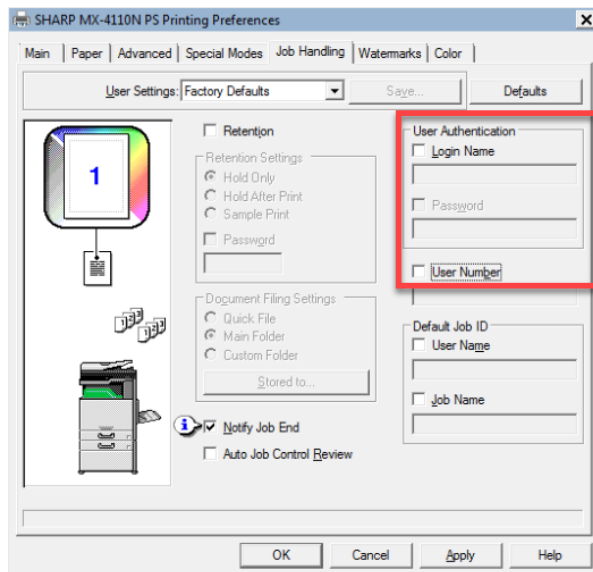 SHARP MX-4110N PS Printing Preferences
Main Paper Advanced Special Modes Job Handling Watermarks Color
User Settings: Factory Defaults Save... Defaults
1
Retention
Retention Settings
Hold Only
Hold After Print
Sample Print
Password
Document Filing Settings
Quick File
Main Folder
Custom Folder
Stored to...
Notify Job End
Auto Job Control Review
User Authentication
Login Name
Password
User Number
Default Job ID
User Name
Job Name
OK Cancel Apply Help